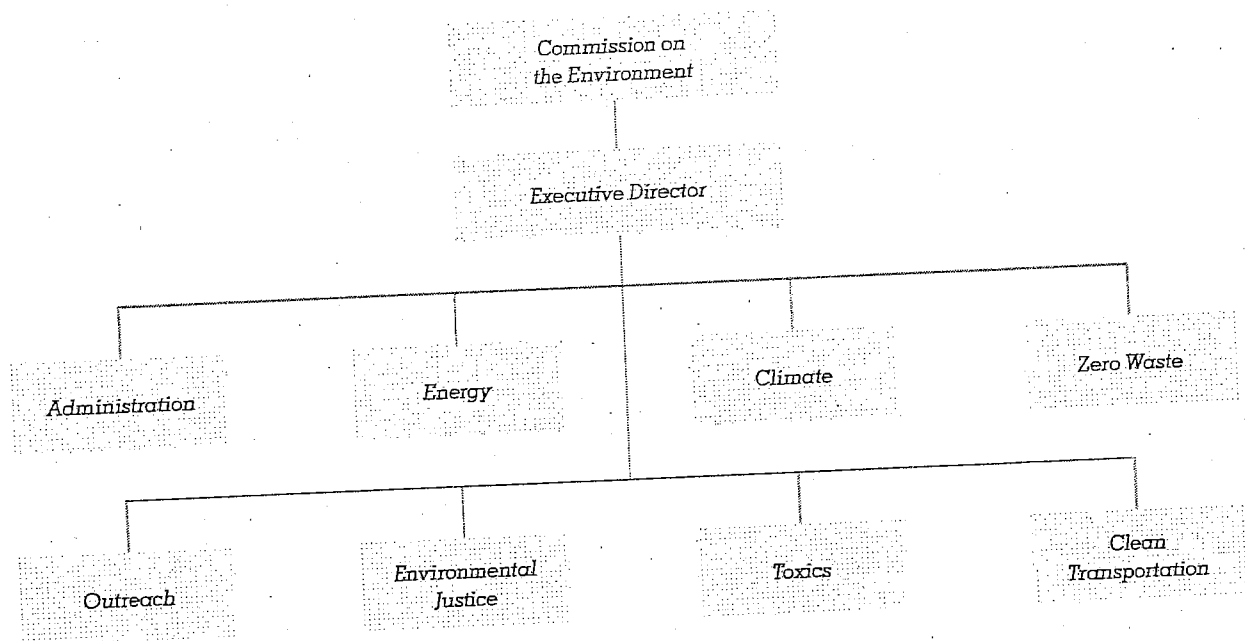 Commission on
the Environment
Executive Director
Administration
Energy
Climate
Zero Waste
Outreach
Environmental
Justice
Toxics
Clean
Transportation